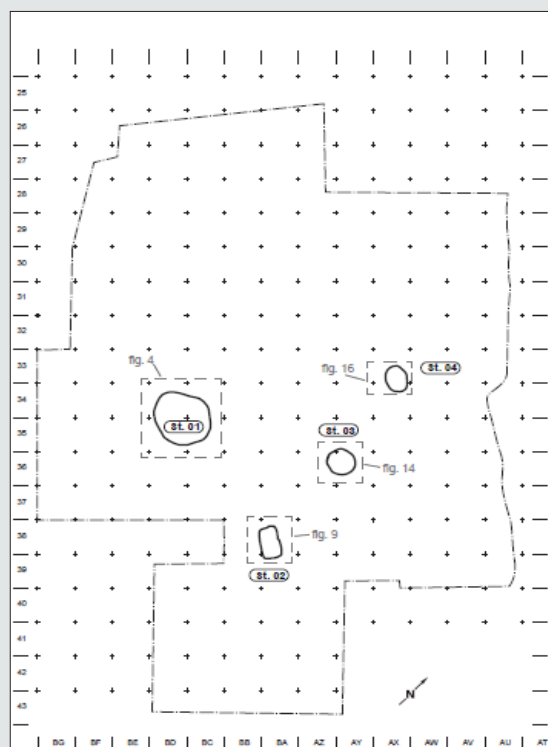 25
26
27
28
29
30
31
32
33
34
35
36
37
38
39
40
41
42
43
fig. 4
St. 01
fig. 16
St. 04
St. 03
fig. 14
fig. 9
St. 02
N
BG BF BE BD BC BB BA AZ AY AX AW AV AU AT